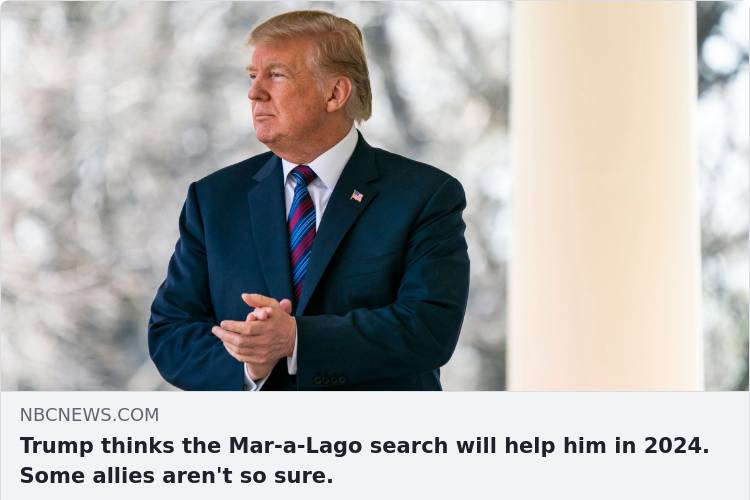 NBCNEWS.COM
Trump thinks the Mar-a-Lago search will help him in 2024.
Some allies aren't so sure.